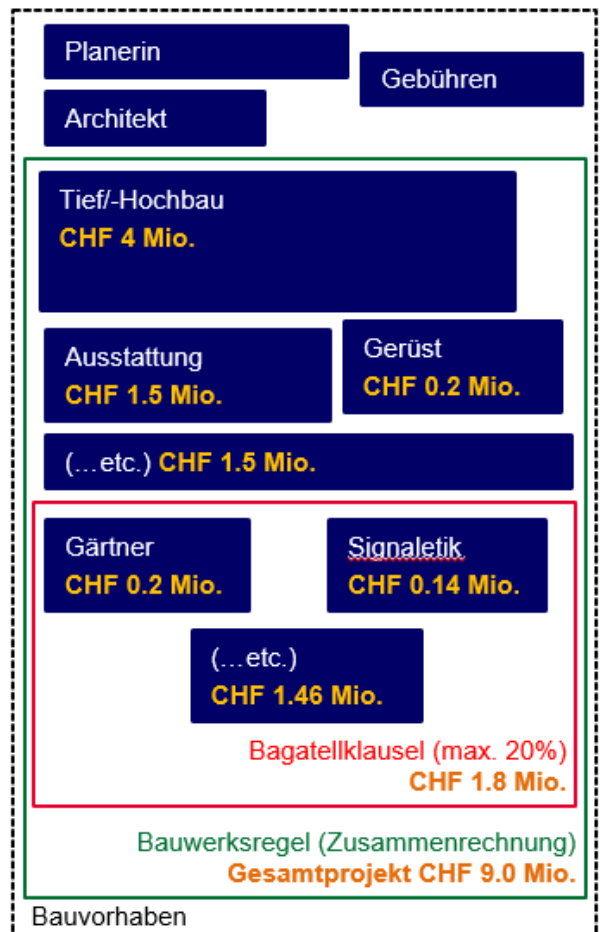 Planerin
Gebühren
Architekt
Tief/-Hochbau
CHF 4 Mio.
Ausstattung
CHF 1.5 Mio.
Gerüst
CHF 0.2 Mio.
(...etc.) CHF 1.5 Mio.
Gärtner
CHF 0.2 Mio.
Signaletik
CHF 0.14 Mio.
(...etc.)
CHF 1.46 Mio.
Bagatellklausel (max. 20%)
CHF 1.8 Mio.
Bauwerksregel (Zusammenrechnung)
Gesamtprojekt CHF 9.0 Mio.
Bauvorhaben